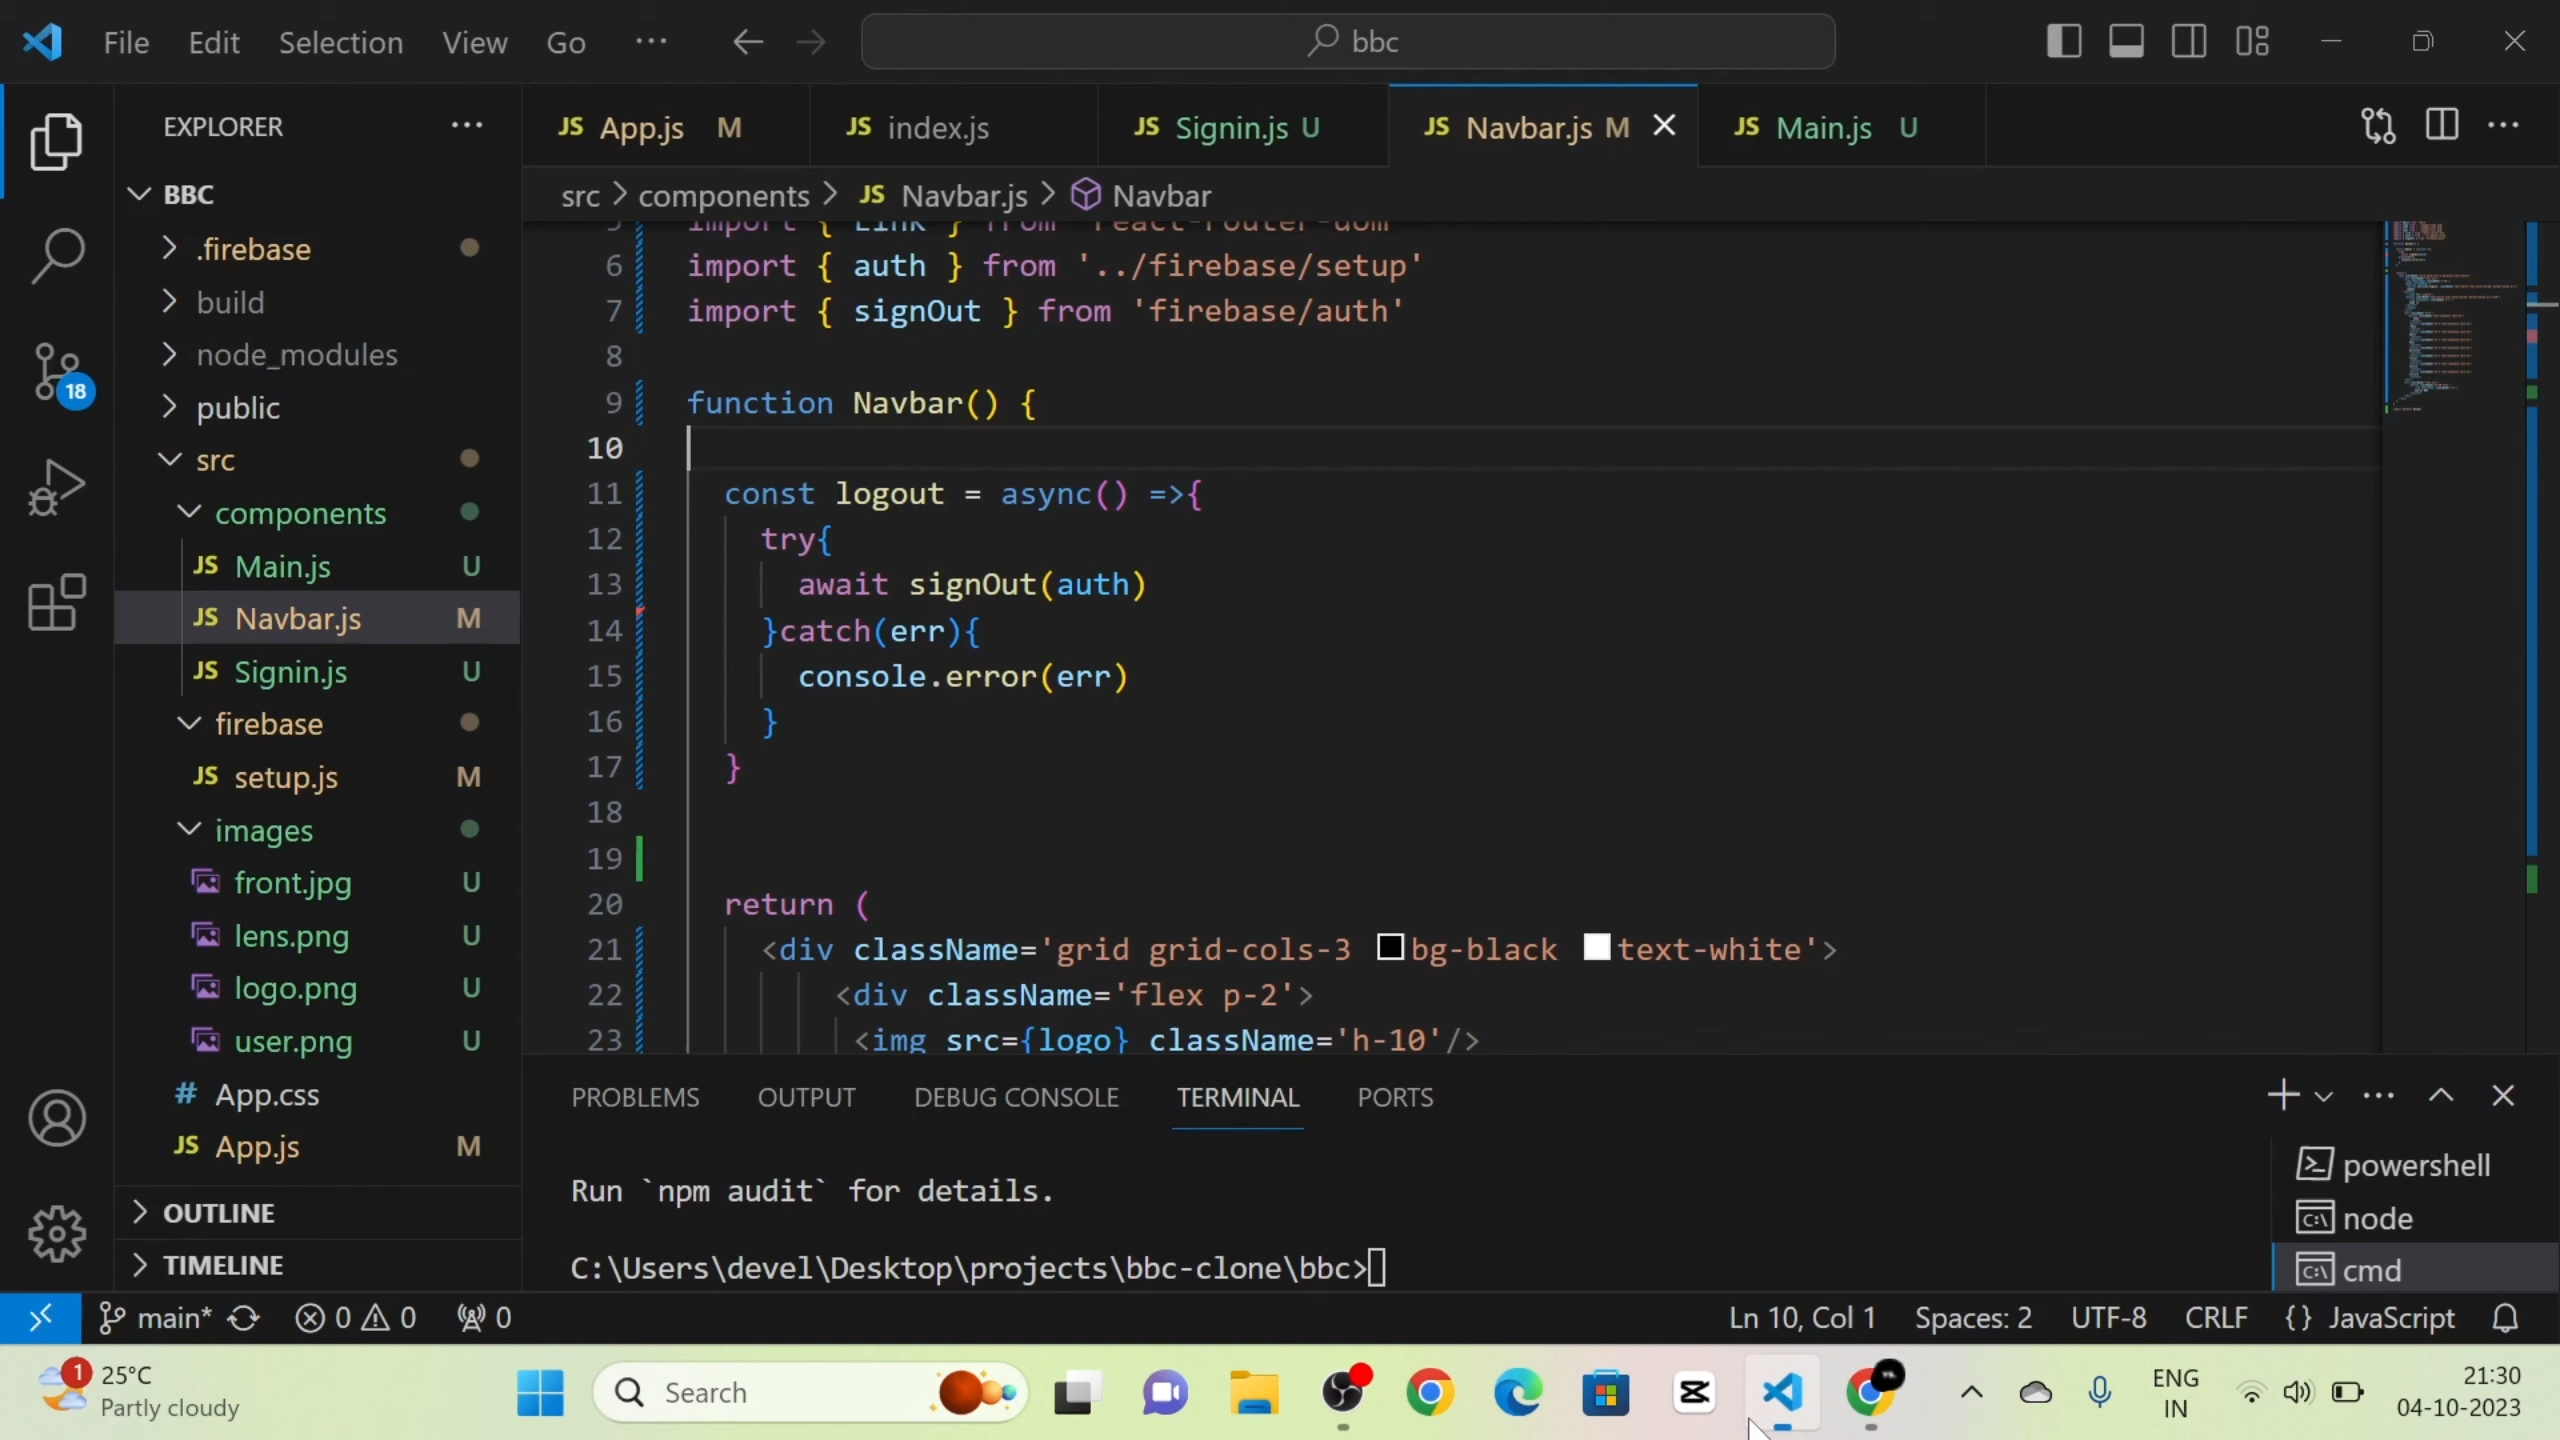 File Edit Selection View Go ··· bbc
EXPLORER ···
BBC
.firebase
build
node_modules
public
src
components
JS Main.js U
JS Navbar.js M
JS Signin.js U
firebase
JS setup.js M
images
front.jpg U
lens.png U
logo.png U
user.png U
# App.css
JS App.js M
OUTLINE
TIMELINE
18
JS App.js M JS index.js JS Signin.js U JS Navbar.js M JS Main.js U
src > components > JS Navbar.js > Navbar
5 import { Link } from 'react-router-dom'
6 import { auth } from '../firebase/setup'
7 import { signOut } from 'firebase/auth'
8
9 function Navbar() {
10
11 const logout = async() =>{
12 try{
13 await signOut(auth)
14 }catch(err){
15 console.error(err)
16 }
17 }
18
19
20 return (
21 <div className='grid grid-cols-3 bg-black text-white'>
22 <div className='flex p-2'>
23 <img src={logo} className='h-10'/>
PROBLEMS OUTPUT DEBUG CONSOLE TERMINAL PORTS
Run `npm audit` for details.
C:\Users\devel\Desktop\projects\bbc-clone\bbc>
powershell
node
cmd
main* 0 0 0 Ln 10, Col 1 Spaces: 2 UTF-8 CRLF {} JavaScript
1 25°C
Partly cloudy
Search
ENG
IN
21:30
04-10-2023